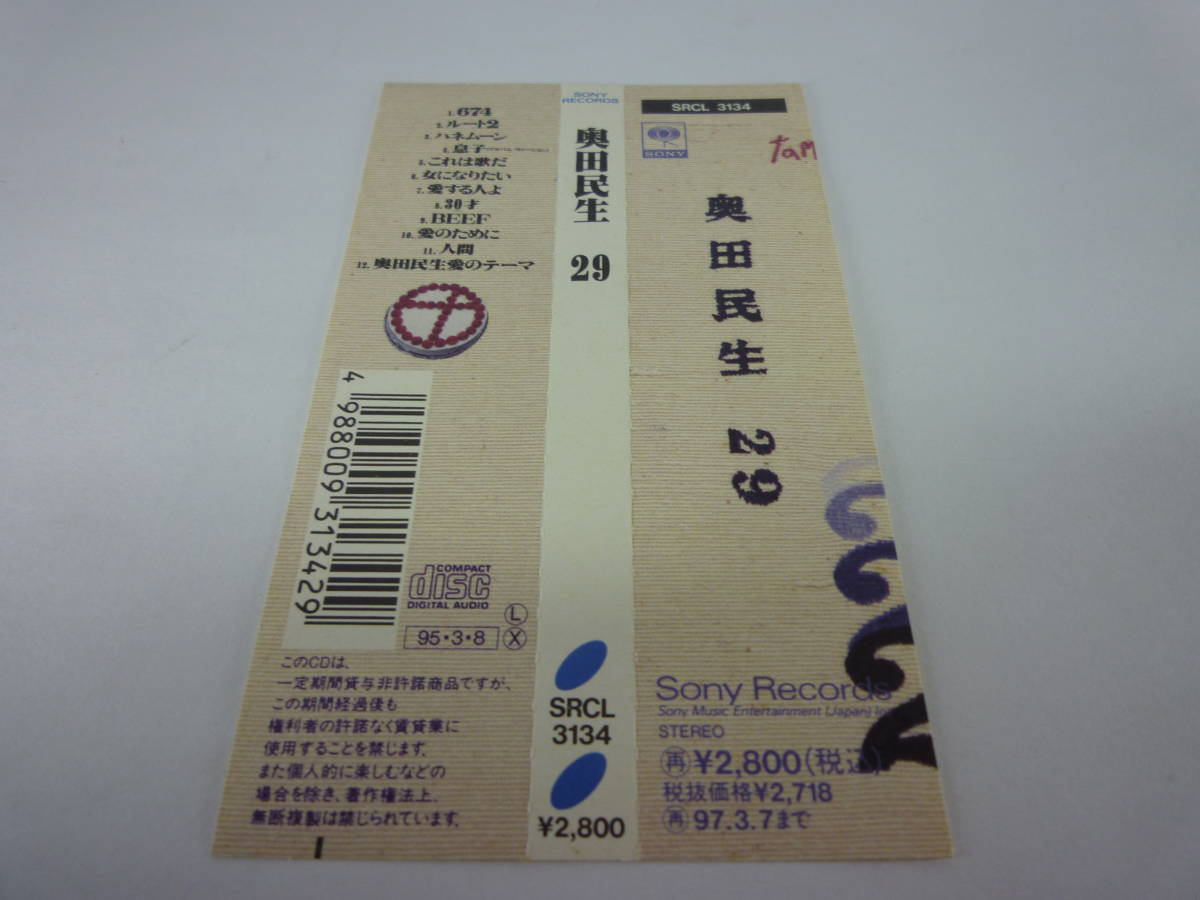 1. 674
2. ルート2
3. ハネムーン
4. 息子
5. これは歌だ
6. 女になりたい
7. 愛する人よ
8. 30才
9. BEEF
10. 愛のために
11. 人間
12. 奥田民生愛のテーマ
4 988009 313429
COMPACT
disc
DIGITAL AUDIO
L
95・3・8
X
このCDは、
一定期間貸与非許諾商品ですが、
この期間経過後も
権利者の許諾なく賃貸業に
使用することを禁じます。
また個人的に楽しむなどの
場合を除き、著作権法上、
無断複製は禁じられています。
SONY
RECORDS
奥田民生 29
SRCL
3134
¥2,800
SRCL 3134
SONY
tam
奥田民生 29
Sony Records
Sony Music Entertainment (Japan) Inc
STEREO
再 ¥2,800(税込)
税抜価格¥2,718
再 97.3.7まで